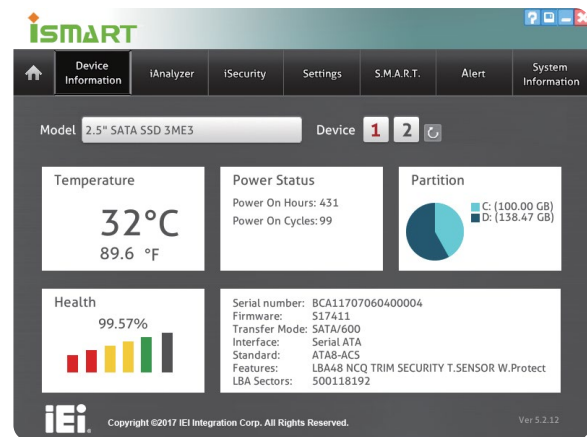 iSMART
Device Information
iAnalyzer
iSecurity
Settings
S.M.A.R.T.
Alert
System Information
Model 2.5" SATA SSD 3ME3 Device 1 2
Temperature
32°C
89.6 °F
Power Status
Power On Hours: 431
Power On Cycles: 99
Partition
C: (100.00 GB)
D: (138.47 GB)
Health
99.57%
Serial number: BCA11707060400004
Firmware: S17411
Transfer Mode: SATA/600
Interface: Serial ATA
Standard: ATA8-ACS
Features: LBA48 NCQ TRIM SECURITY T.SENSOR W.Protect
LBA Sectors: 500118192
iEi. Copyright ©2017 IEI Integration Corp. All Rights Reserved.
Ver 5.2.12